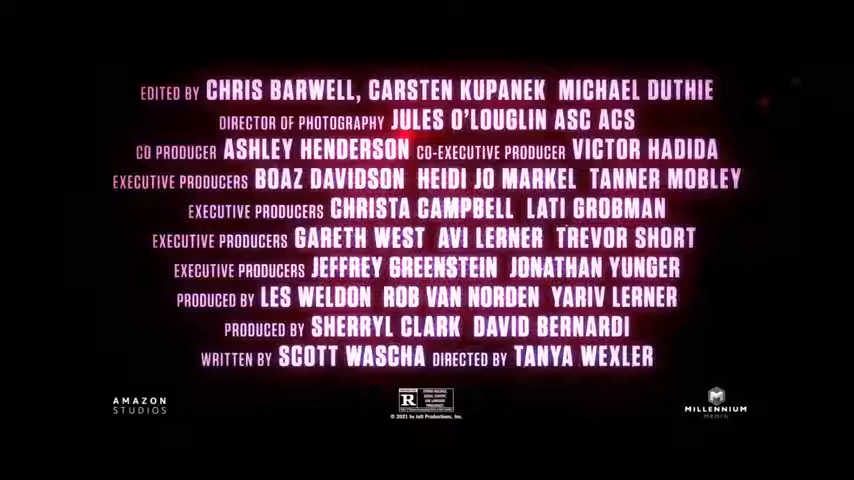 EDITED BY CHRIS BARWELL, CARSTEN KUPANEK MICHAEL DUTHIE
DIRECTOR OF PHOTOGRAPHY JULES O'LOUGLIN ASC ACS
CO PRODUCER ASHLEY HENDERSON CO-EXECUTIVE PRODUCER VICTOR HADIDA
EXECUTIVE PRODUCERS BOAZ DAVIDSON HEIDI JO MARKEL TANNER MOBLEY
EXECUTIVE PRODUCERS CHRISTA CAMPBELL LATI GROBMAN
EXECUTIVE PRODUCERS GARETH WEST AVI LERNER TREVOR SHORT
EXECUTIVE PRODUCERS JEFFREY GREENSTEIN JONATHAN YUNGER
PRODUCED BY LES WELDON ROB VAN NORDEN YARIV LERNER
PRODUCED BY SHERRYL CLARK DAVID BERNARDI
WRITTEN BY SCOTT WASCHA DIRECTED BY TANYA WEXLER
AMAZON
STUDIOS
R
© 2021 Productions, Inc.
MILLENNIUM
MEDIA